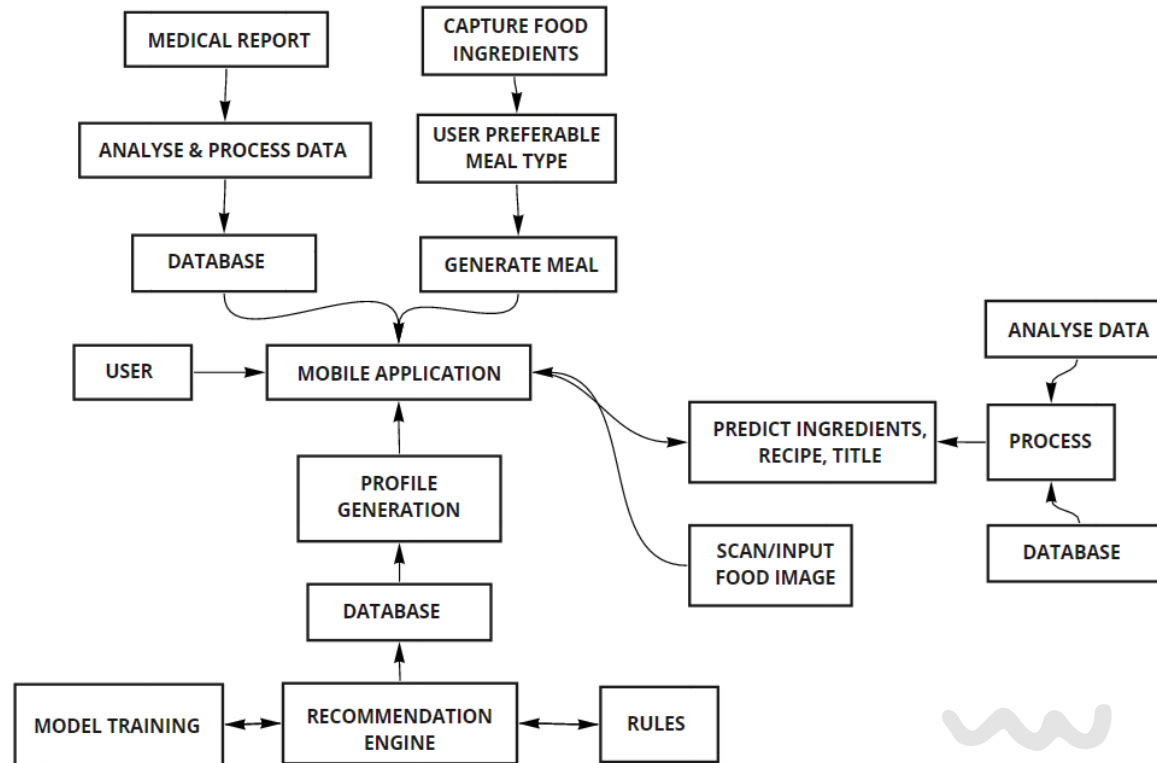 MEDICAL REPORT
CAPTURE FOOD
INGREDIENTS
ANALYSE & PROCESS DATA
USER PREFERABLE
MEAL TYPE
DATABASE
GENERATE MEAL
USER
MOBILE APPLICATION
ANALYSE DATA
PREDICT INGREDIENTS,
RECIPE, TITLE
PROCESS
PROFILE
GENERATION
SCAN/INPUT
FOOD IMAGE
DATABASE
DATABASE
MODEL TRAINING
RECOMMENDATION
ENGINE
RULES